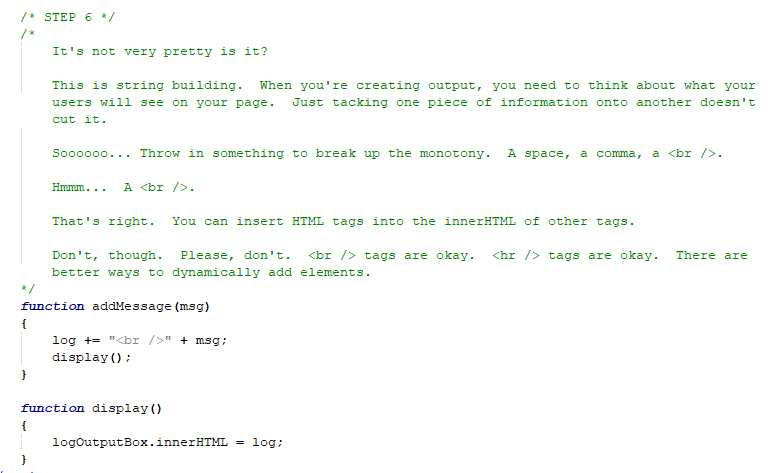 /* STEP 6 */
/*
It's not very pretty is it?
This is string building.  When you're creating output, you need to think about what your
users will see on your page.  Just tacking one piece of information onto another doesn't
cut it.
Soooooo... Throw in something to break up the monotony.  A space, a comma, a <br />.
Hmmm...  A <br />.
That's right.  You can insert HTML tags into the innerHTML of other tags.
Don't, though.  Please, don't.  <br /> tags are okay.  <hr /> tags are okay.  There are
better ways to dynamically add elements.
*/
function addMessage(msg)
{
log += "<br />" + msg;
display();
}
function display()
{
logOutputBox.innerHTML = log;
}